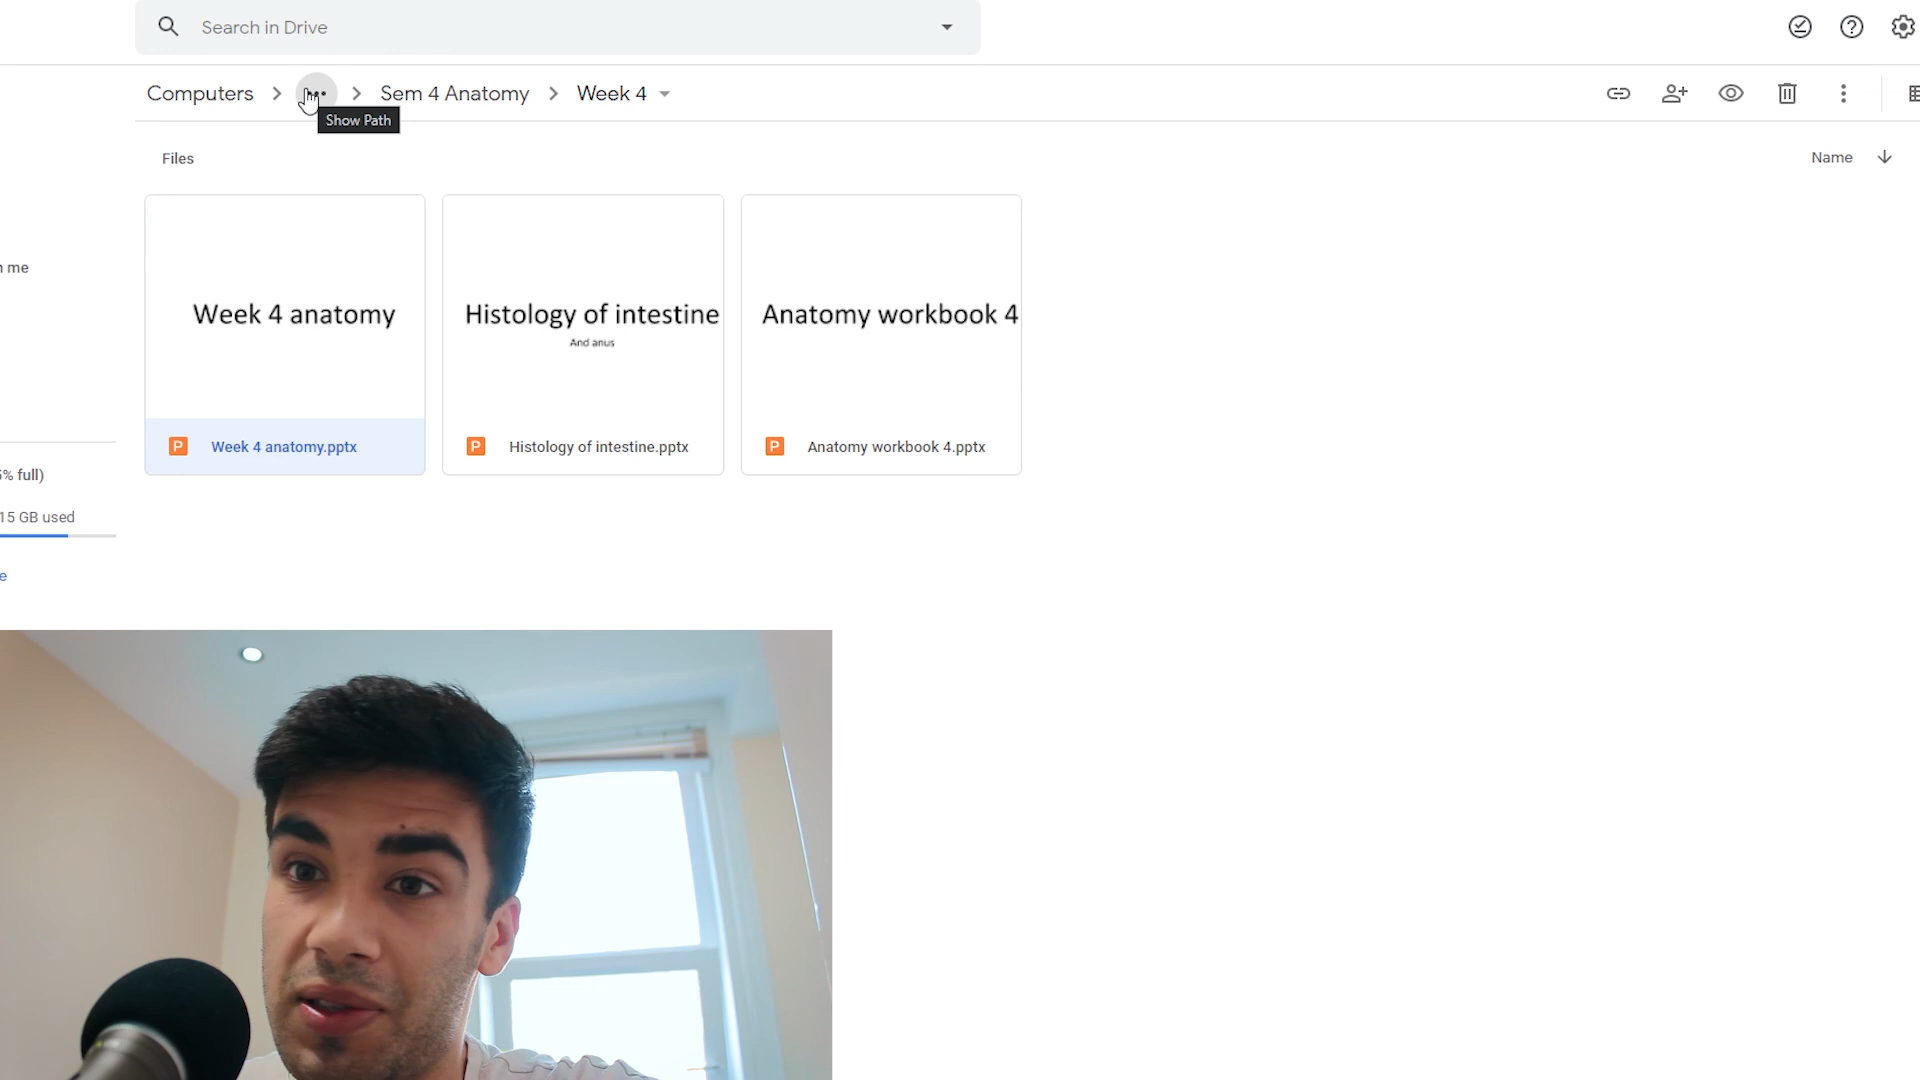 Search in Drive
Computers > ... > Sem 4 Anatomy > Week 4
Show Path
Files
Name
Week 4 anatomy
Histology of intestine
And anus
Anatomy workbook 4
P Week 4 anatomy.pptx
P Histology of intestine.pptx
P Anatomy workbook 4.pptx
me
% full)
15 GB used
e